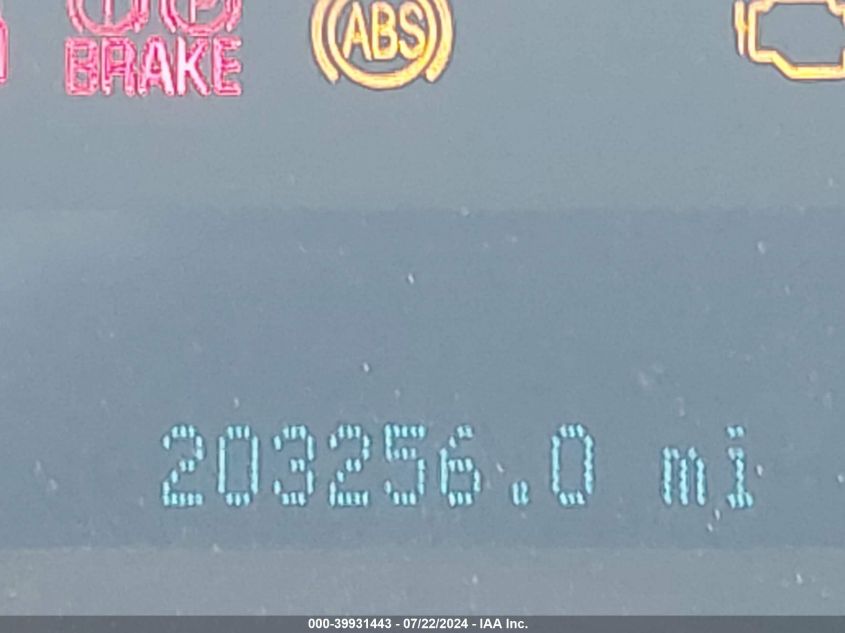 BRAKE
ABS
203256.0 mi
000-39931443 - 07/22/2024 - IAA Inc.